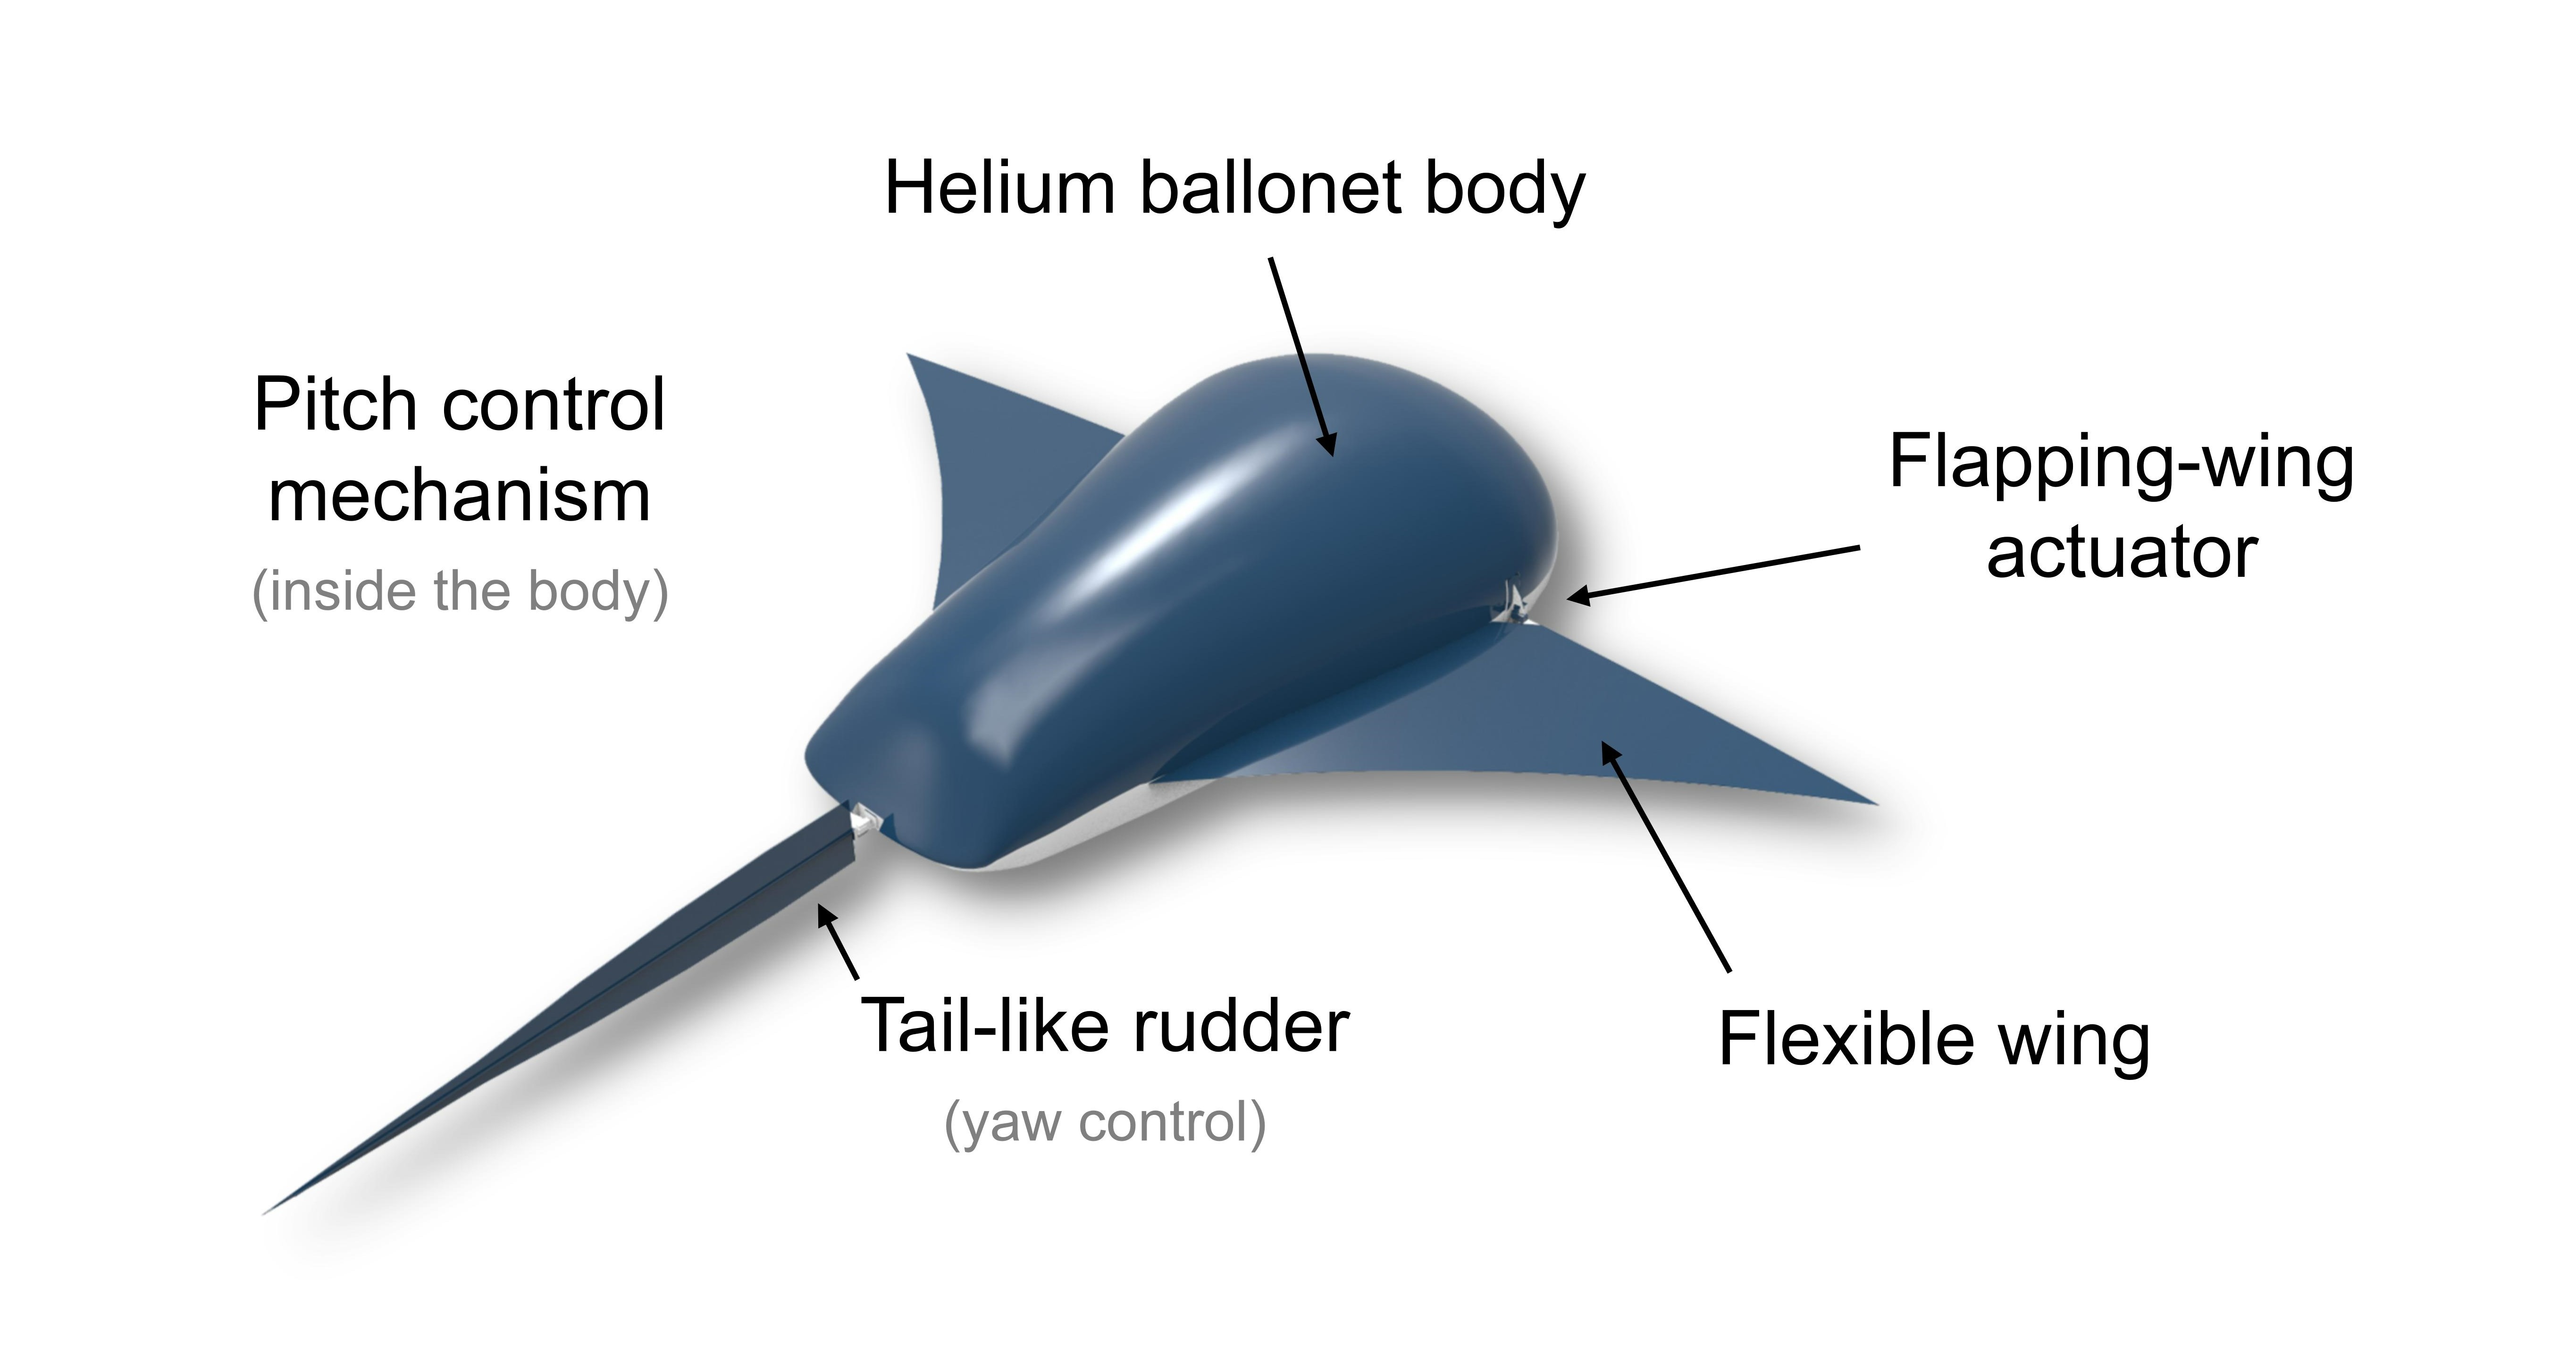 Helium ballonet body
Pitch control
mechanism
(inside the body)
Flapping-wing
actuator
Tail-like rudder
(yaw control)
Flexible wing